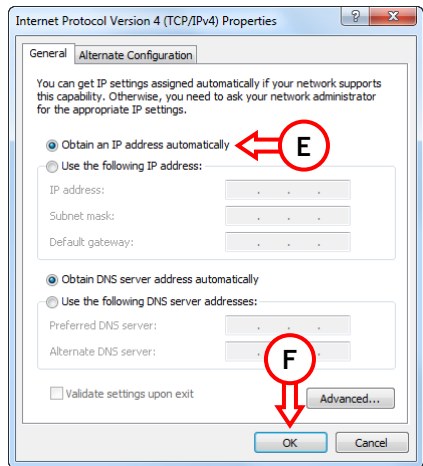 Internet Protocol Version 4 (TCP/IPv4) Properties
? X
General Alternate Configuration
You can get IP settings assigned automatically if your network supports
this capability. Otherwise, you need to ask your network administrator
for the appropriate IP settings.
Obtain an IP address automatically E
Use the following IP address:
IP address:
Subnet mask:
Default gateway:
Obtain DNS server address automatically
Use the following DNS server addresses:
Preferred DNS server:
Alternate DNS server:
F
Validate settings upon exit
Advanced...
OK Cancel